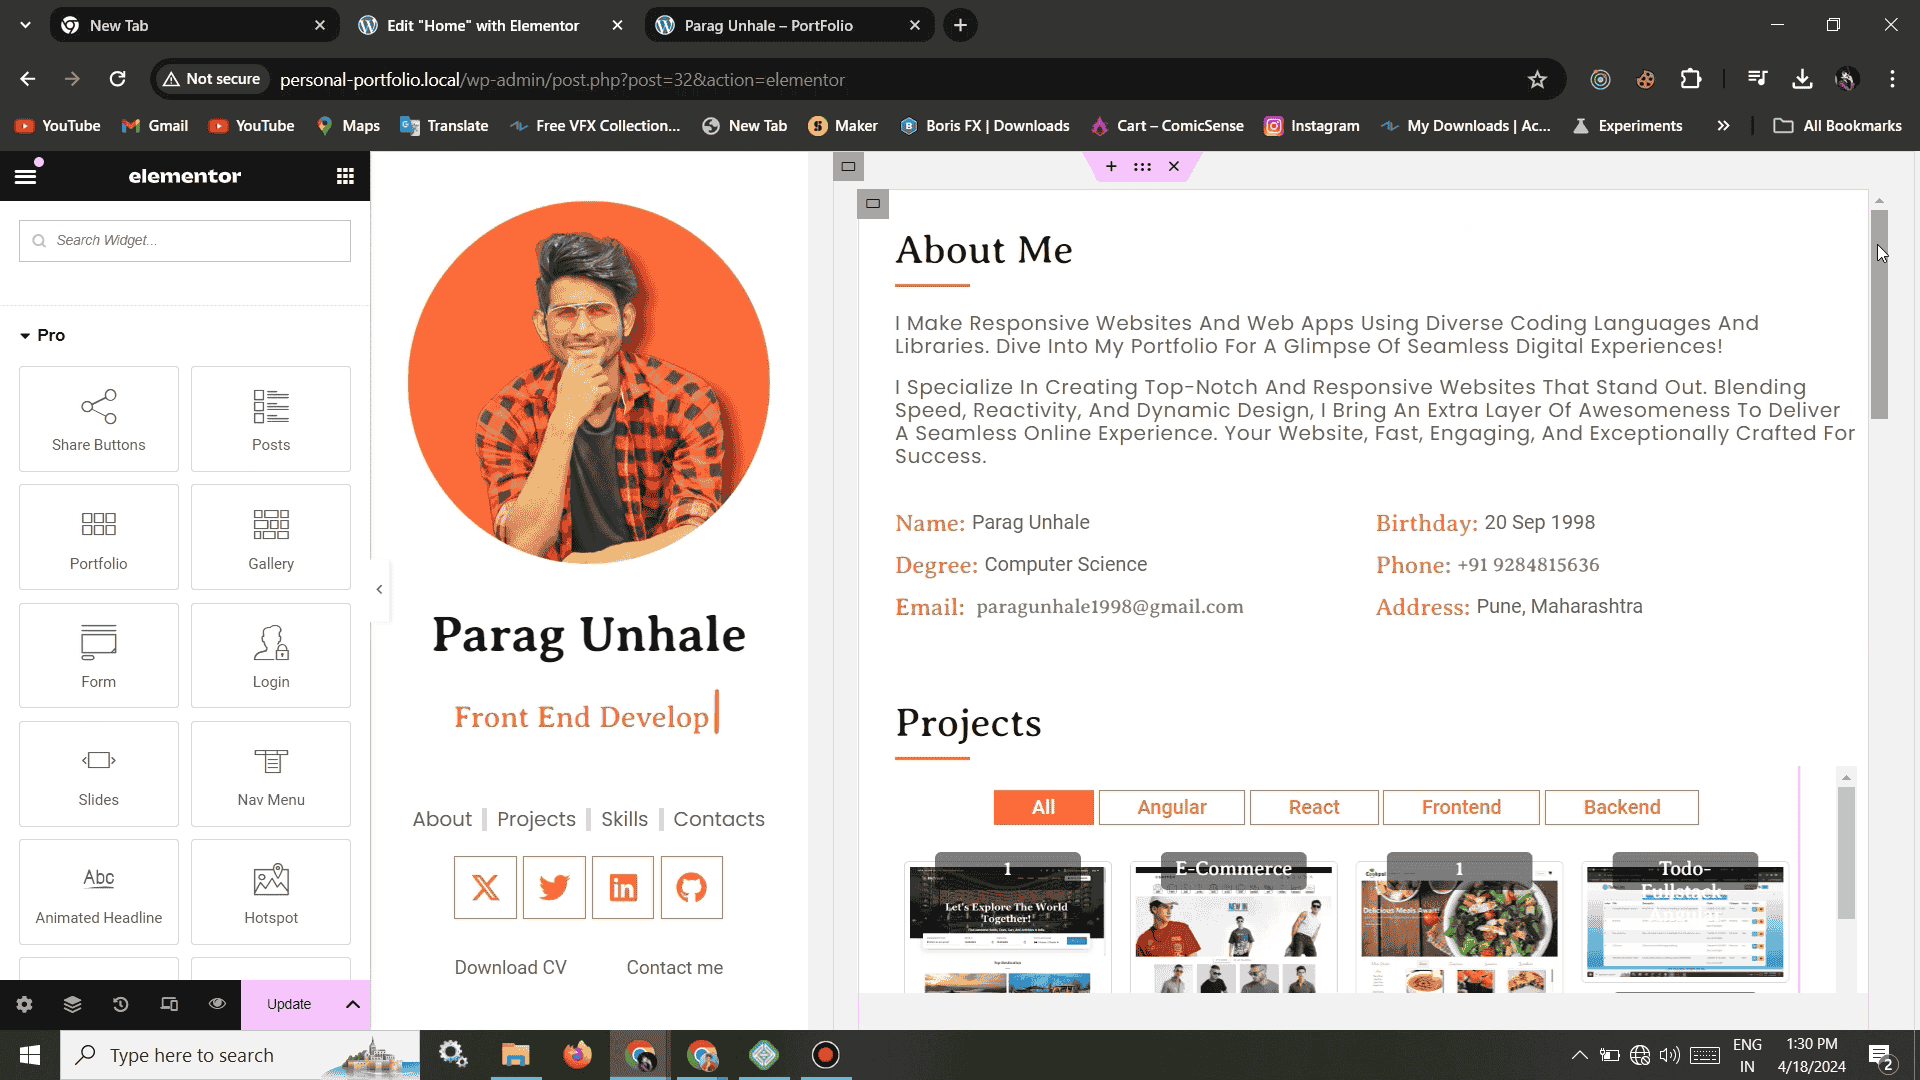 New Tab
Edit "Home" with Elementor
Parag Unhale – PortFolio
Not secure
personal-portfolio.local/wp-admin/post.php?post=32&action=elementor
YouTube
Gmail
YouTube
Maps
Translate
Free VFX Collection...
New Tab
Maker
Boris FX | Downloads
Cart – ComicSense
Instagram
My Downloads | Ac...
Experiments
All Bookmarks
elementor
Search Widget...
Pro
Share Buttons
Posts
Portfolio
Gallery
Form
Login
Slides
Nav Menu
Abc
Animated Headline
Hotspot
Update
Parag Unhale
Front End Develop
About
Projects
Skills
Contacts
Download CV
Contact me
About Me
I Make Responsive Websites And Web Apps Using Diverse Coding Languages And
Libraries. Dive Into My Portfolio For A Glimpse Of Seamless Digital Experiences!
I Specialize In Creating Top-Notch And Responsive Websites That Stand Out. Blending
Speed, Reactivity, And Dynamic Design, I Bring An Extra Layer Of Awesomeness To Deliver
A Seamless Online Experience. Your Website, Fast, Engaging, And Exceptionally Crafted For
Success.
Name: Parag Unhale
Birthday: 20 Sep 1998
Degree: Computer Science
Phone: +91 9284815636
Email: paragunhale1998@gmail.com
Address: Pune, Maharashtra
Projects
All
Angular
React
Frontend
Backend
1
Let's Explore The World
Together!
E-Commerce
NEW IN
1
Delicious Meals Await!
Todo-
Fullstack
Angular
Type here to search
ENG
IN
1:30 PM
4/18/2024
2